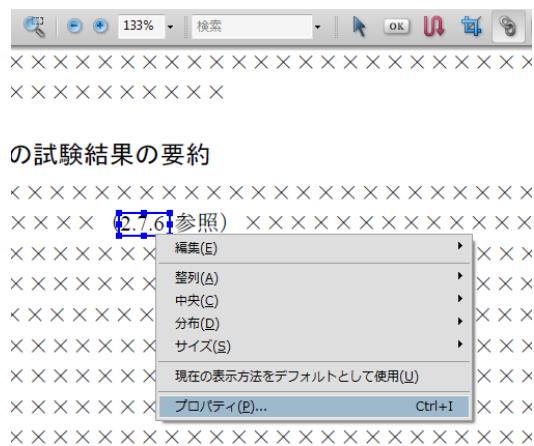 133% 検索 OK
××××××××××××××××××××××××
××××××××××
の試験結果の要約
××××××××××××××××××××××××
××××（2.7.6 参照）×××××××××××××
×××××××
編集(E)
×××
×××××××
整列(A)
×××
中央(C)
×××××××
分布(D)
×××
×××××××
サイズ(S)
×××
×××××××
現在の表示方法をデフォルトとして使用(U)
×××
×××××××
プロパティ(P)... Ctrl+I
×××
××××××××××××××××××××××××